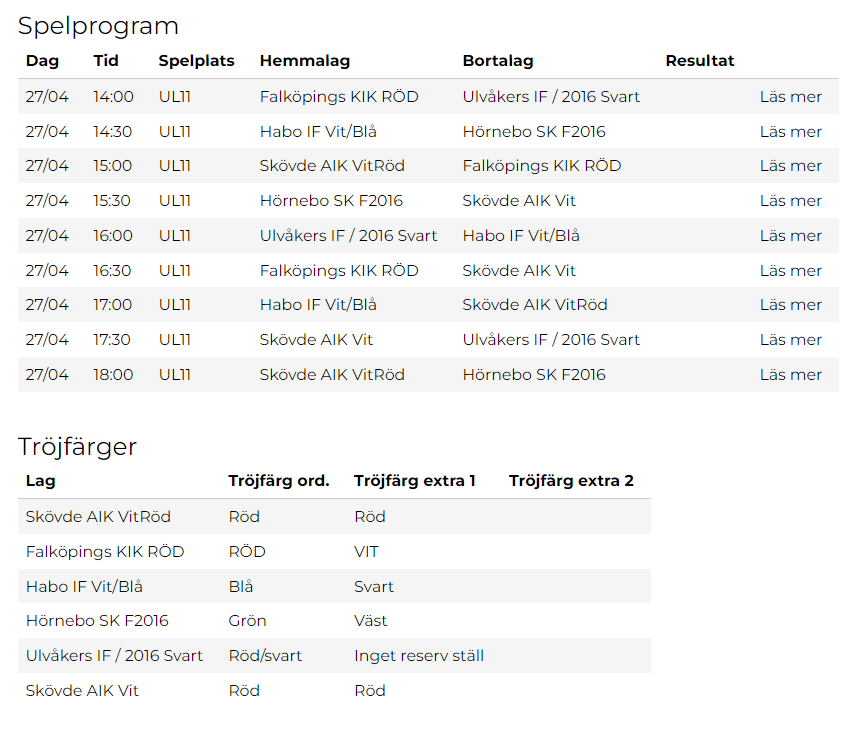 Spelprogram
Dag Tid Spelplats Hemmalag Bortalag Resultat
27/04 14:00 UL11 Falköpings KIK RÖD Ulvåkers IF / 2016 Svart Läs mer
27/04 14:30 UL11 Habo IF Vit/Blå Hörnebo SK F2016 Läs mer
27/04 15:00 UL11 Skövde AIK VitRöd Falköpings KIK RÖD Läs mer
27/04 15:30 UL11 Hörnebo SK F2016 Skövde AIK Vit Läs mer
27/04 16:00 UL11 Ulvåkers IF / 2016 Svart Habo IF Vit/Blå Läs mer
27/04 16:30 UL11 Falköpings KIK RÖD Skövde AIK Vit Läs mer
27/04 17:00 UL11 Habo IF Vit/Blå Skövde AIK VitRöd Läs mer
27/04 17:30 UL11 Skövde AIK Vit Ulvåkers IF / 2016 Svart Läs mer
27/04 18:00 UL11 Skövde AIK VitRöd Hörnebo SK F2016 Läs mer
Tröjfärger
Lag Tröjfärg ord. Tröjfärg extra 1 Tröjfärg extra 2
Skövde AIK VitRöd Röd Röd
Falköpings KIK RÖD RÖD VIT
Habo IF Vit/Blå Blå Svart
Hörnebo SK F2016 Grön Väst
Ulvåkers IF / 2016 Svart Röd/svart Inget reserv ställ
Skövde AIK Vit Röd Röd